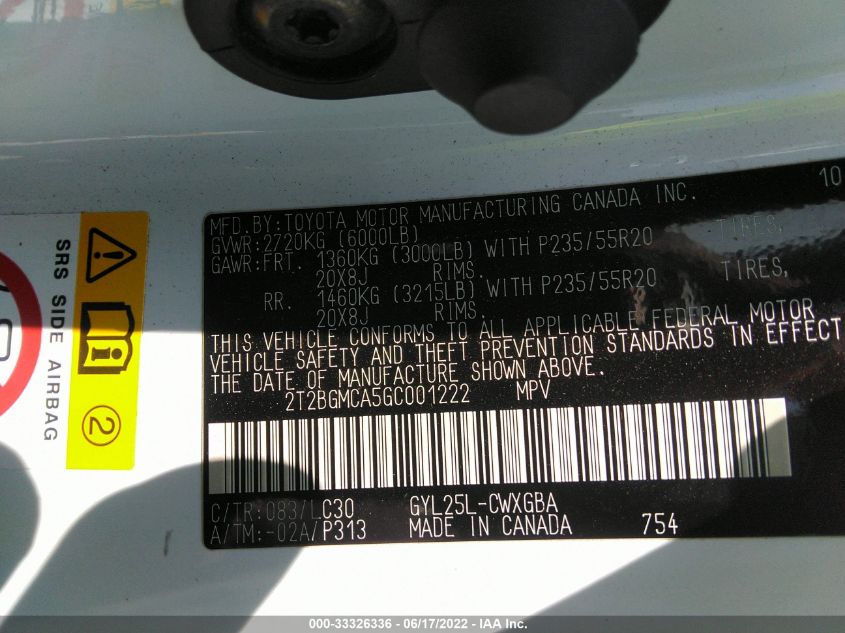 MFD.BY:TOYOTA MOTOR MANUFACTURING CANADA INC. 10
GVWR:2720KG (6000LB)
GAWR:FRT. 1360KG (3000LB) WITH P235/55R20 TIRES,
20X8J RIMS.
RR. 1460KG (3215LB) WITH P235/55R20 TIRES,
20X8J RIMS.
THIS VEHICLE CONFORMS TO ALL APPLICABLE FEDERAL MOTOR
VEHICLE SAFETY AND THEFT PREVENTION STANDARDS IN EFFECT
THE DATE OF MANUFACTURE SHOWN ABOVE.
2T2BGMCA5GC001222 MPV
C/TR:083/LC30 GYL25L-CWXGBA
A/TM:-02A/P313 MADE IN CANADA 754
SRS SIDE AIRBAG
2
000-33326336 - 06/17/2022 - IAA Inc.